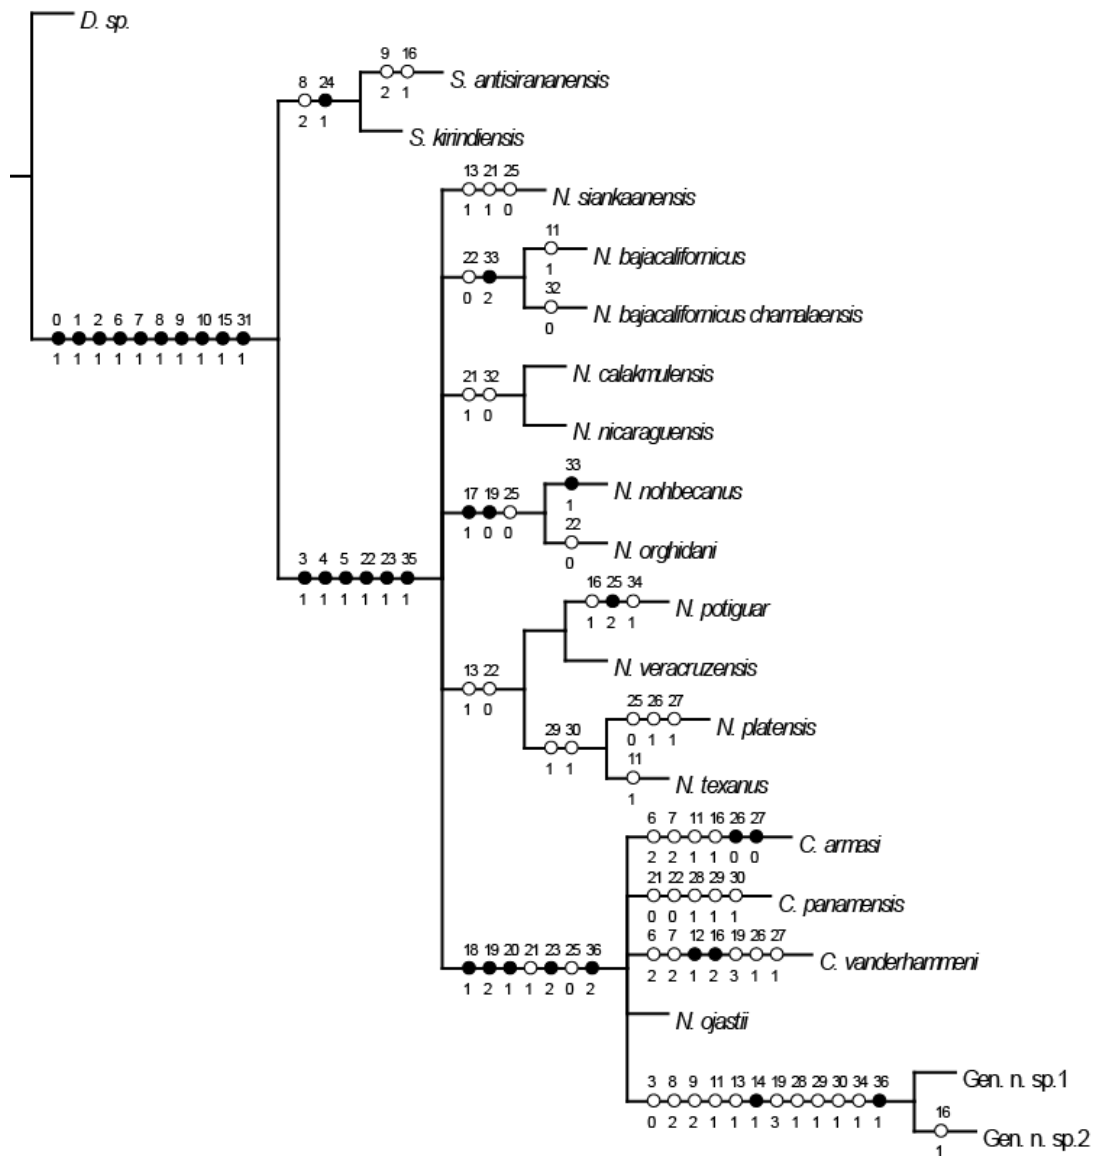 D. sp.
9 16
S. antisirananensis
2 1
8 24
2 1
S. kirindiensis
13 21 25
N. siankaanensis
1 1 0
11
N. bajacalifornicus
1
22 33
0 2
32
N. bajacalifornicus chamalaensis
0
0 1 2 6 7 8 9 10 15 31
1 1 1 1 1 1 1 1 1 1
N. calakmulensis
21 32
1 0
N. nicaraguensis
33
N. nohbecanus
1
17 19 25
1 0 0
22
N. orghidani
0
3 4 5 22 23 35
1 1 1 1 1 1
16 25 34
N. potiguar
1 2 1
N. veracruzensis
13 22
1 0
25 26 27
N. platensis
0 1 1
29 30
1 1
11
N. texanus
1
6 7 11 16 26 27
C. armasi
2 2 1 1 0 0
21 22 28 29 30
C. panamensis
0 0 1 1 1
6 7 12 16 19 26 27
C. vanderhammeni
2 2 1 2 3 1 1
18 19 20 21 23 25 36
1 2 1 1 2 0 2
N. ojastii
3 8 9 11 13 14 19 28 29 30 34 36
0 2 2 1 1 1 3 1 1 1 1 1
Gen. n. sp.1
16
Gen. n. sp.2
1